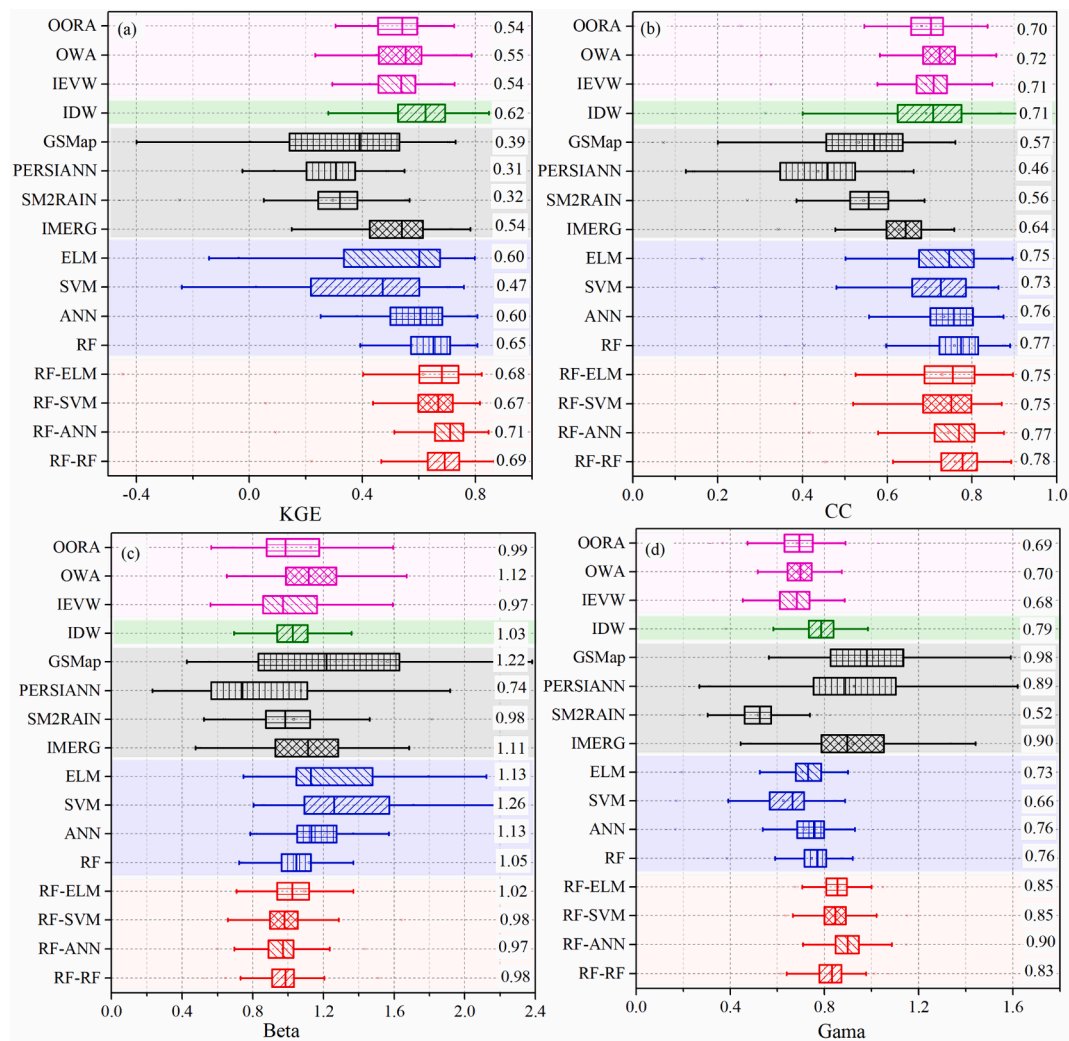 (a)
OORA 0.54
OWA 0.55
IEVW 0.54
IDW 0.62
GSMap 0.39
PERSIANN 0.31
SM2RAIN 0.32
IMERG 0.54
ELM 0.60
SVM 0.47
ANN 0.60
RF 0.65
RF-ELM 0.68
RF-SVM 0.67
RF-ANN 0.71
RF-RF 0.69
-0.4 0.0 0.4 0.8
KGE
(b)
OORA 0.70
OWA 0.72
IEVW 0.71
IDW 0.71
GSMap 0.57
PERSIANN 0.46
SM2RAIN 0.56
IMERG 0.64
ELM 0.75
SVM 0.73
ANN 0.76
RF 0.77
RF-ELM 0.75
RF-SVM 0.75
RF-ANN 0.77
RF-RF 0.78
0.0 0.2 0.4 0.6 0.8 1.0
CC
(c)
OORA 0.99
OWA 1.12
IEVW 0.97
IDW 1.03
GSMap 1.22
PERSIANN 0.74
SM2RAIN 0.98
IMERG 1.11
ELM 1.13
SVM 1.26
ANN 1.13
RF 1.05
RF-ELM 1.02
RF-SVM 0.98
RF-ANN 0.97
RF-RF 0.98
0.0 0.4 0.8 1.2 1.6 2.0 2.4
Beta
(d)
OORA 0.69
OWA 0.70
IEVW 0.68
IDW 0.79
GSMap 0.98
PERSIANN 0.89
SM2RAIN 0.52
IMERG 0.90
ELM 0.73
SVM 0.66
ANN 0.76
RF 0.76
RF-ELM 0.85
RF-SVM 0.85
RF-ANN 0.90
RF-RF 0.83
0.4 0.8 1.2 1.6
Gama